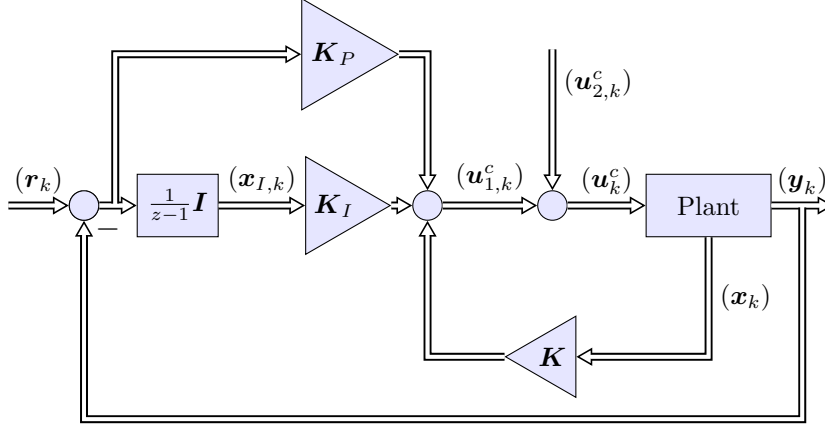 K_P
(u^c_{2,k})
(r_k)
1/(z−1) I
(x_{I,k})
K_I
(u^c_{1,k})
(u^c_k)
Plant
(y_k)
−
(x_k)
K